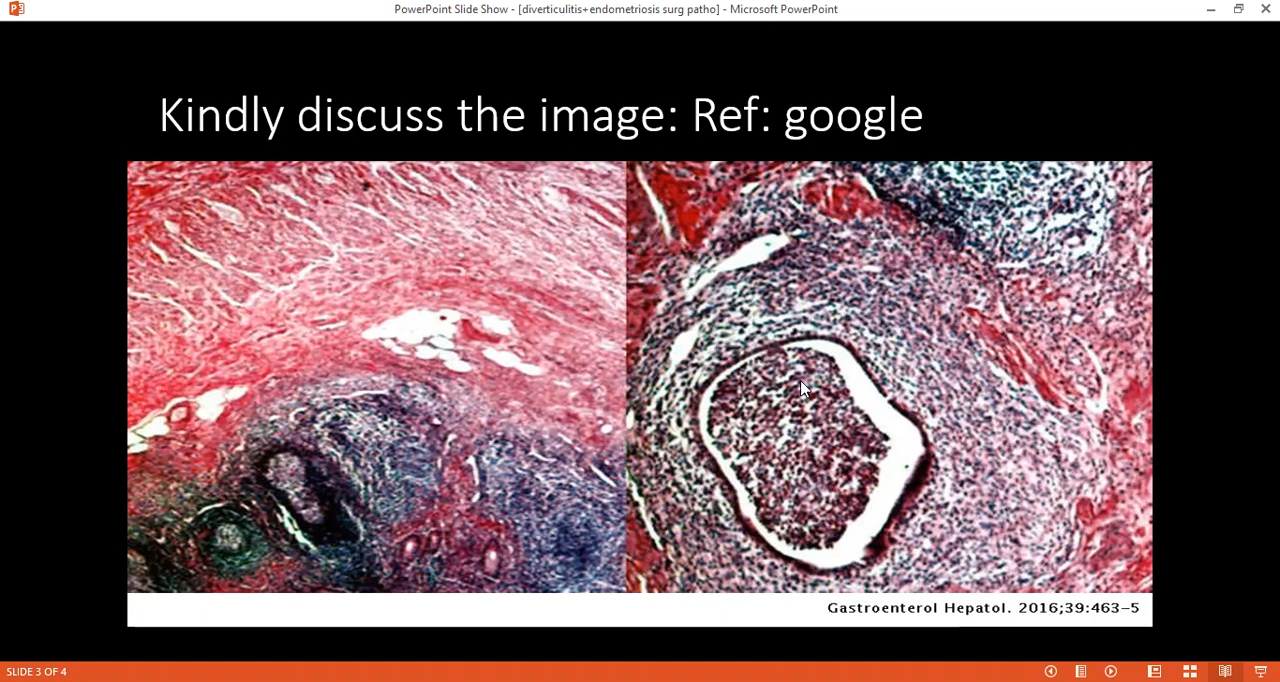 PowerPoint Slide Show - [diverticulitis+endometriosis surg patho] - Microsoft PowerPoint
Kindly discuss the image: Ref: google
Gastroenterol Hepatol. 2016;39:463–5
SLIDE 3 OF 4